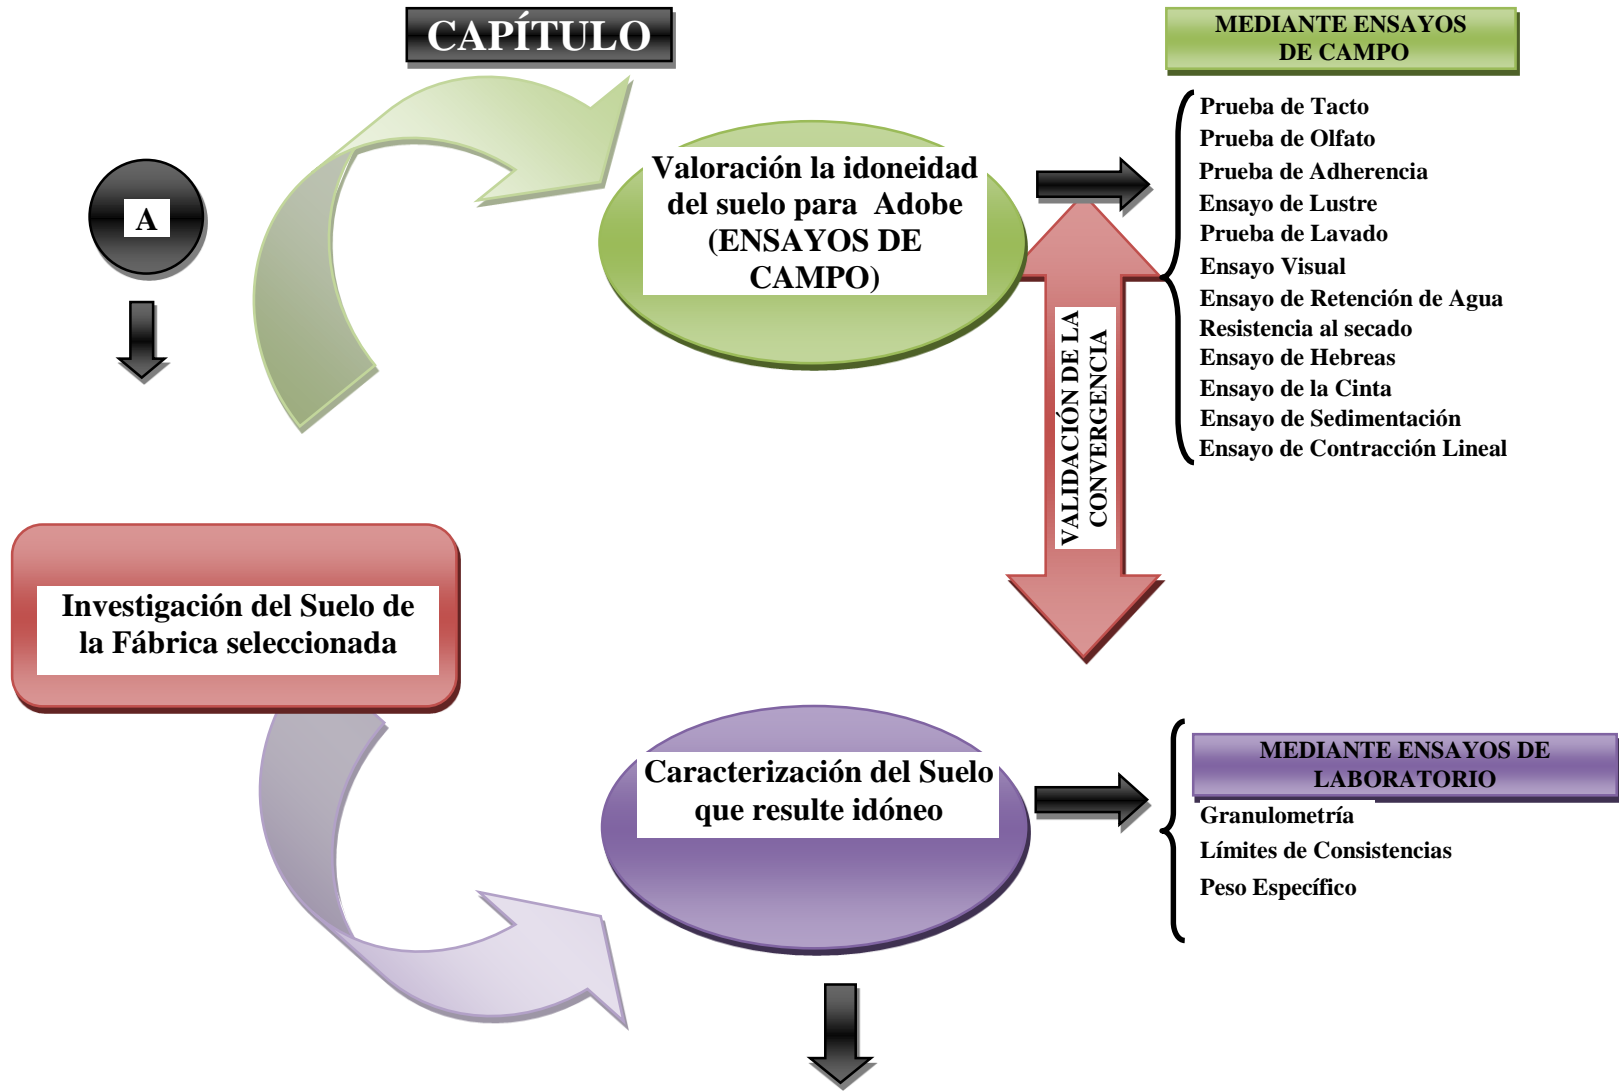 CAPÍTULO
MEDIANTE ENSAYOS
DE CAMPO
A
Valoración la idoneidad
del suelo para Adobe
(ENSAYOS DE
CAMPO)
Prueba de Tacto
Prueba de Olfato
Prueba de Adherencia
Ensayo de Lustre
Prueba de Lavado
Ensayo Visual
Ensayo de Retención de Agua
Resistencia al secado
Ensayo de Hebreas
Ensayo de la Cinta
Ensayo de Sedimentación
Ensayo de Contracción Lineal
VALIDACIÓN DE LA
CONVERGENCIA
Investigación del Suelo de
la Fábrica seleccionada
Caracterización del Suelo
que resulte idóneo
MEDIANTE ENSAYOS DE
LABORATORIO
Granulometría
Límites de Consistencias
Peso Específico